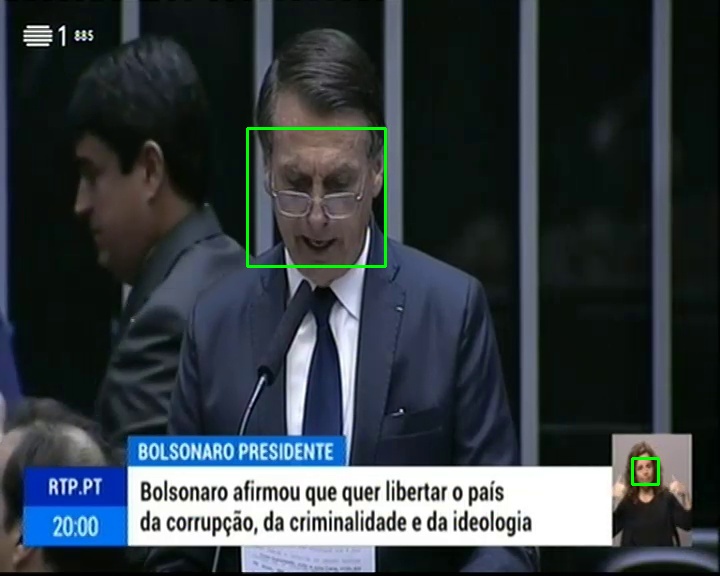 1 885
BOLSONARO PRESIDENTE
RTP.PT
Bolsonaro afirmou que quer libertar o país
20:00
da corrupção, da criminalidade e da ideologia